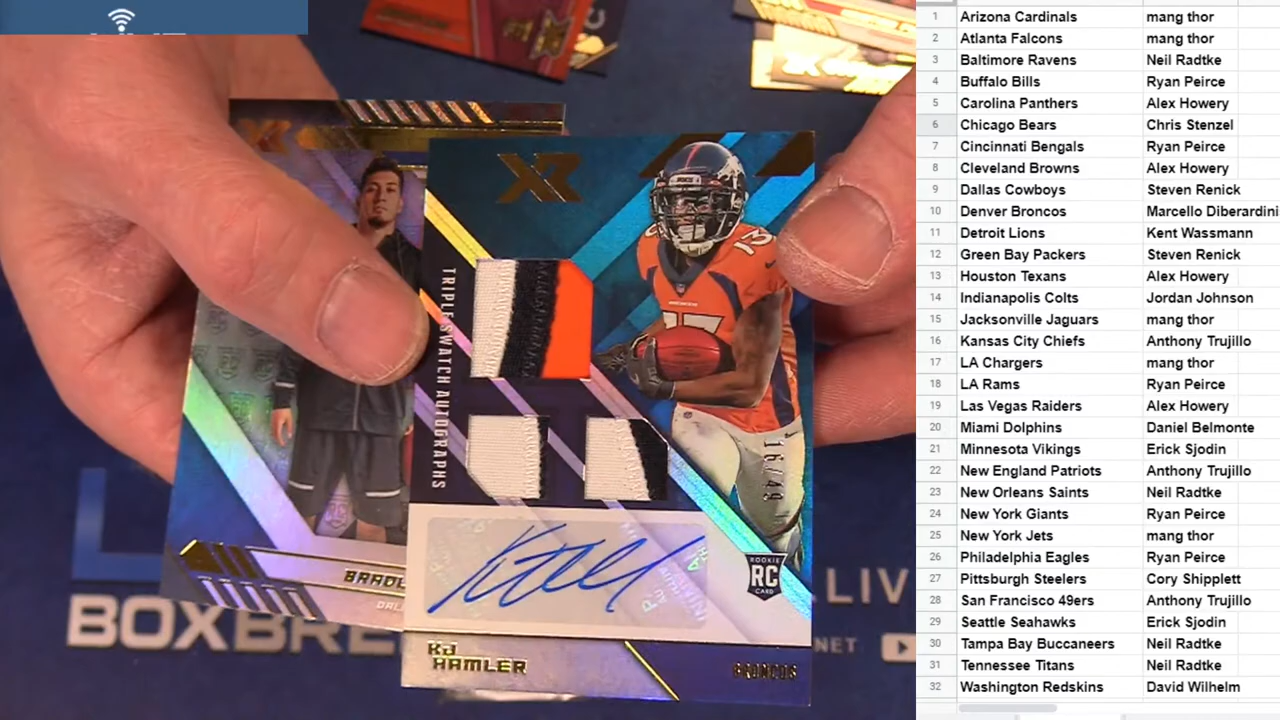 XR
TRIPLE SWATCH AUTOGRAPHS
13
16/49
ROOKIE
RC
CARD
KJ
HAMLER
BRONCOS
BRADL
DALL
BOXBRE
.LIVE
NET
1 Arizona Cardinals mang thor
2 Atlanta Falcons mang thor
3 Baltimore Ravens Neil Radtke
4 Buffalo Bills Ryan Peirce
5 Carolina Panthers Alex Howery
6 Chicago Bears Chris Stenzel
7 Cincinnati Bengals Ryan Peirce
8 Cleveland Browns Alex Howery
9 Dallas Cowboys Steven Renick
10 Denver Broncos Marcello Diberardini
11 Detroit Lions Kent Wassmann
12 Green Bay Packers Steven Renick
13 Houston Texans Alex Howery
14 Indianapolis Colts Jordan Johnson
15 Jacksonville Jaguars mang thor
16 Kansas City Chiefs Anthony Trujillo
17 LA Chargers mang thor
18 LA Rams Ryan Peirce
19 Las Vegas Raiders Alex Howery
20 Miami Dolphins Daniel Belmonte
21 Minnesota Vikings Erick Sjodin
22 New England Patriots Anthony Trujillo
23 New Orleans Saints Neil Radtke
24 New York Giants Ryan Peirce
25 New York Jets mang thor
26 Philadelphia Eagles Ryan Peirce
27 Pittsburgh Steelers Cory Shipplett
28 San Francisco 49ers Anthony Trujillo
29 Seattle Seahawks Erick Sjodin
30 Tampa Bay Buccaneers Neil Radtke
31 Tennessee Titans Neil Radtke
32 Washington Redskins David Wilhelm